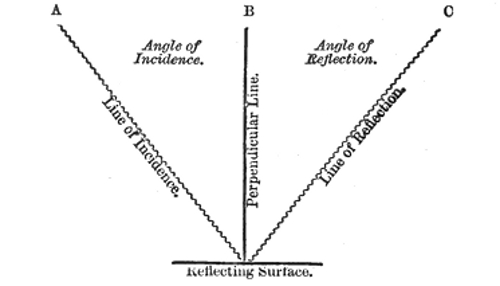 A B C
Angle of
Incidence.
Angle of
Reflection.
Line of Incidence.
Perpendicular Line.
Line of Reflection.
Reflecting Surface.